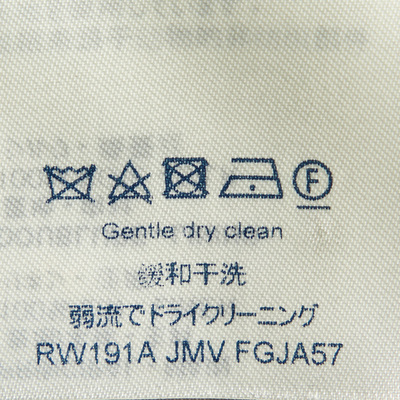 F
Gentle dry clean
缓和干洗
弱流でドライクリーニング
RW191A JMV FGJA57